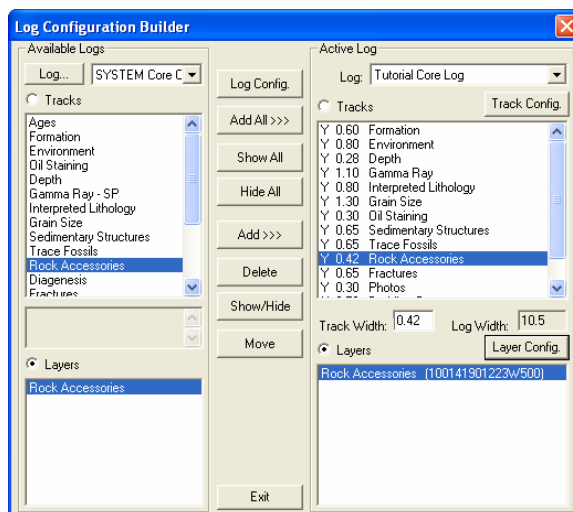 Log Configuration Builder
Available Logs
Log...
SYSTEM Core C
Tracks
Ages
Formation
Environment
Oil Staining
Depth
Gamma Ray - SP
Interpreted Lithology
Grain Size
Sedimentary Structures
Trace Fossils
Rock Accessories
Diagenesis
Fractures
Layers
Rock Accessories
Log Config.
Add All >>>
Show All
Hide All
Add >>>
Delete
Show/Hide
Move
Exit
Active Log
Log: Tutorial Core Log
Tracks
Track Config.
Y 0.60 Formation
Y 0.80 Environment
Y 0.28 Depth
Y 1.10 Gamma Ray
Y 0.80 Interpreted Lithology
Y 1.30 Grain Size
Y 0.30 Oil Staining
Y 0.65 Sedimentary Structures
Y 0.65 Trace Fossils
Y 0.42 Rock Accessories
Y 0.65 Fractures
Y 0.30 Photos
Track Width: 0.42 Log Width: 10.5
Layers
Layer Config.
Rock Accessories (100141901223W500)